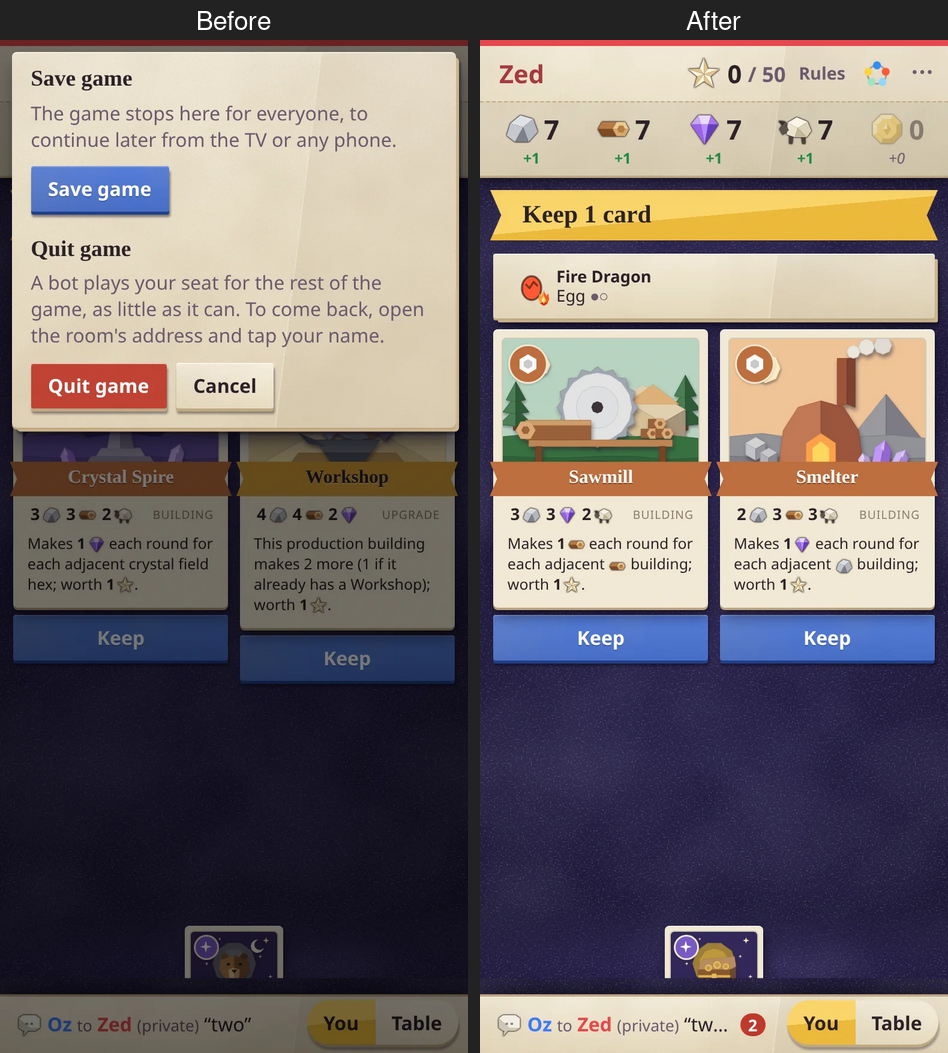 Before
Save game
The game stops here for everyone, to
continue later from the TV or any phone.
Save game
Quit game
A bot plays your seat for the rest of the
game, as little as it can. To come back, open
the room's address and tap your name.
Quit game
Cancel
Crystal Spire
3 3 2 BUILDING
Makes 1 each round for
each adjacent crystal field
hex; worth 1.
Keep
Workshop
4 4 2 UPGRADE
This production building
makes 2 more (1 if it
already has a Workshop);
worth 1.
Keep
Oz to Zed (private) “two”
You
Table
After
Zed
0 / 50
Rules
7 7 7 7 0
+1 +1 +1 +1 +0
Keep 1 card
Fire Dragon
Egg
Sawmill
3 3 2 BUILDING
Makes 1 each round for
each adjacent building;
worth 1.
Keep
Smelter
2 3 3 BUILDING
Makes 1 each round for
each adjacent building;
worth 1.
Keep
Oz to Zed (private) “tw… 2
You
Table